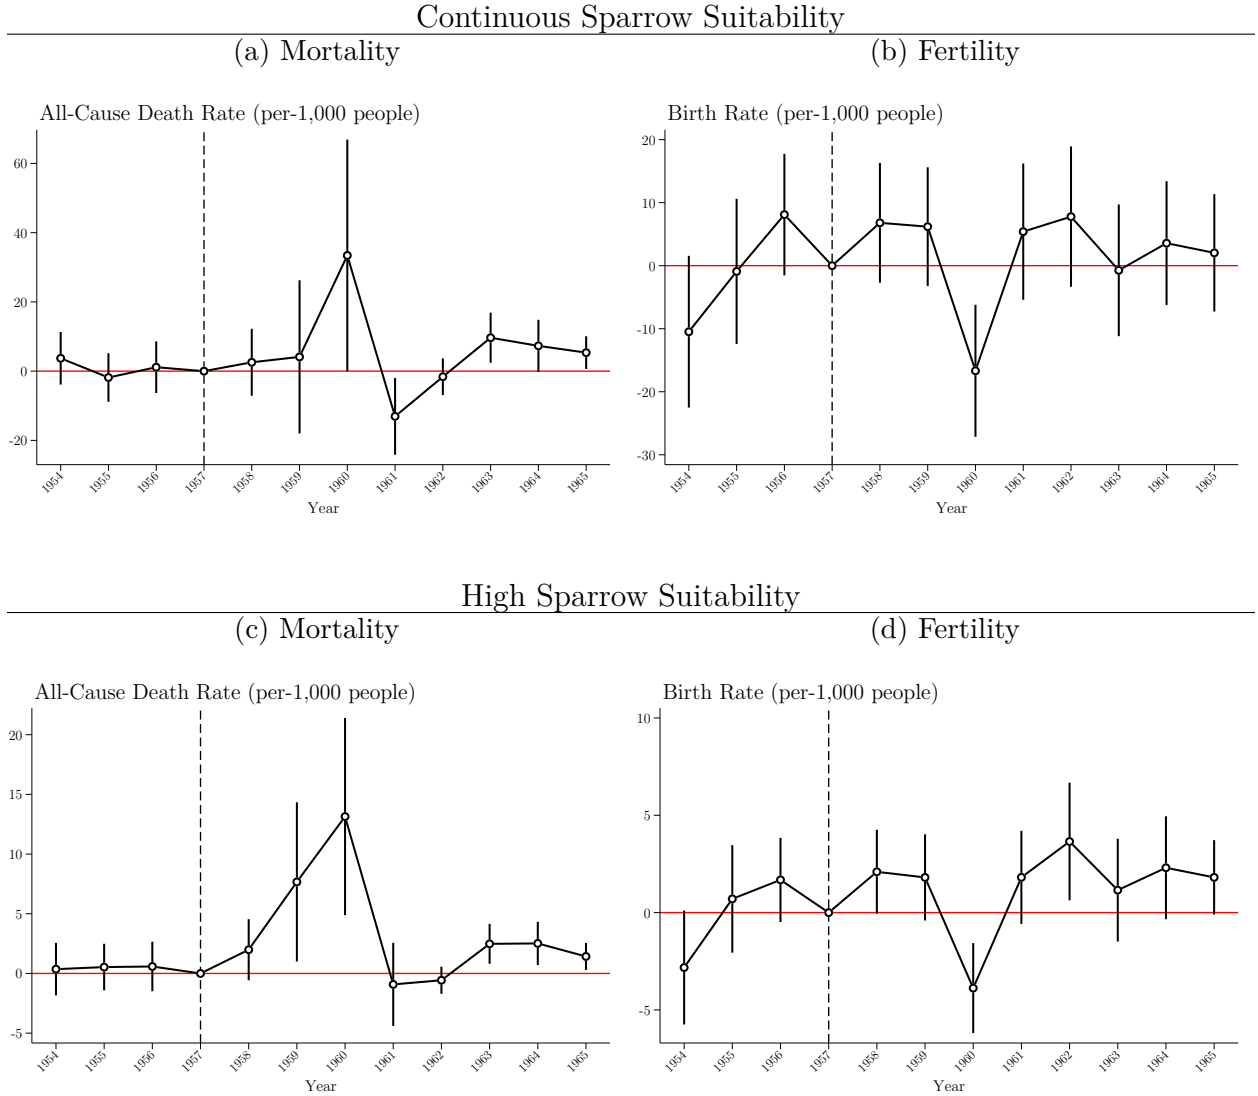 Continuous Sparrow Suitability
(a) Mortality
All-Cause Death Rate (per-1,000 people)
60
40
20
0
-20
1954 1955 1956 1957 1958 1959 1960 1961 1962 1963 1964 1965
Year
(b) Fertility
Birth Rate (per-1,000 people)
20
10
0
-10
-20
-30
1954 1955 1956 1957 1958 1959 1960 1961 1962 1963 1964 1965
Year
High Sparrow Suitability
(c) Mortality
All-Cause Death Rate (per-1,000 people)
20
15
10
5
0
-5
1954 1955 1956 1957 1958 1959 1960 1961 1962 1963 1964 1965
Year
(d) Fertility
Birth Rate (per-1,000 people)
10
5
0
-5
1954 1955 1956 1957 1958 1959 1960 1961 1962 1963 1964 1965
Year